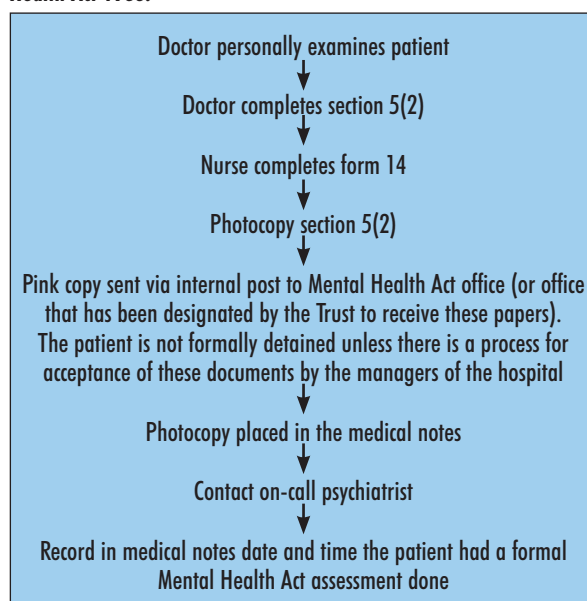 Doctor personally examines patient
Doctor completes section 5(2)
Nurse completes form 14
Photocopy section 5(2)
Pink copy sent via internal post to Mental Health Act office (or office
that has been designated by the Trust to receive these papers).
The patient is not formally detained unless there is a process for
acceptance of these documents by the managers of the hospital
Photocopy placed in the medical notes
Contact on-call psychiatrist
Record in medical notes date and time the patient had a formal
Mental Health Act assessment done